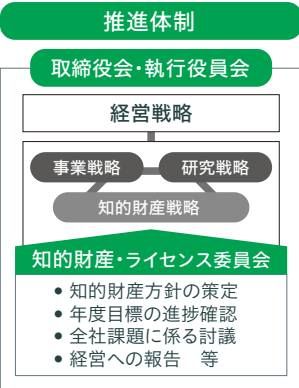 推進体制
取締役会・執行役員会
経営戦略
事業戦略
研究戦略
知的財産戦略
知的財産・ライセンス委員会
• 知的財産方針の策定
• 年度目標の進捗確認
• 全社課題に係る討議
• 経営への報告　等